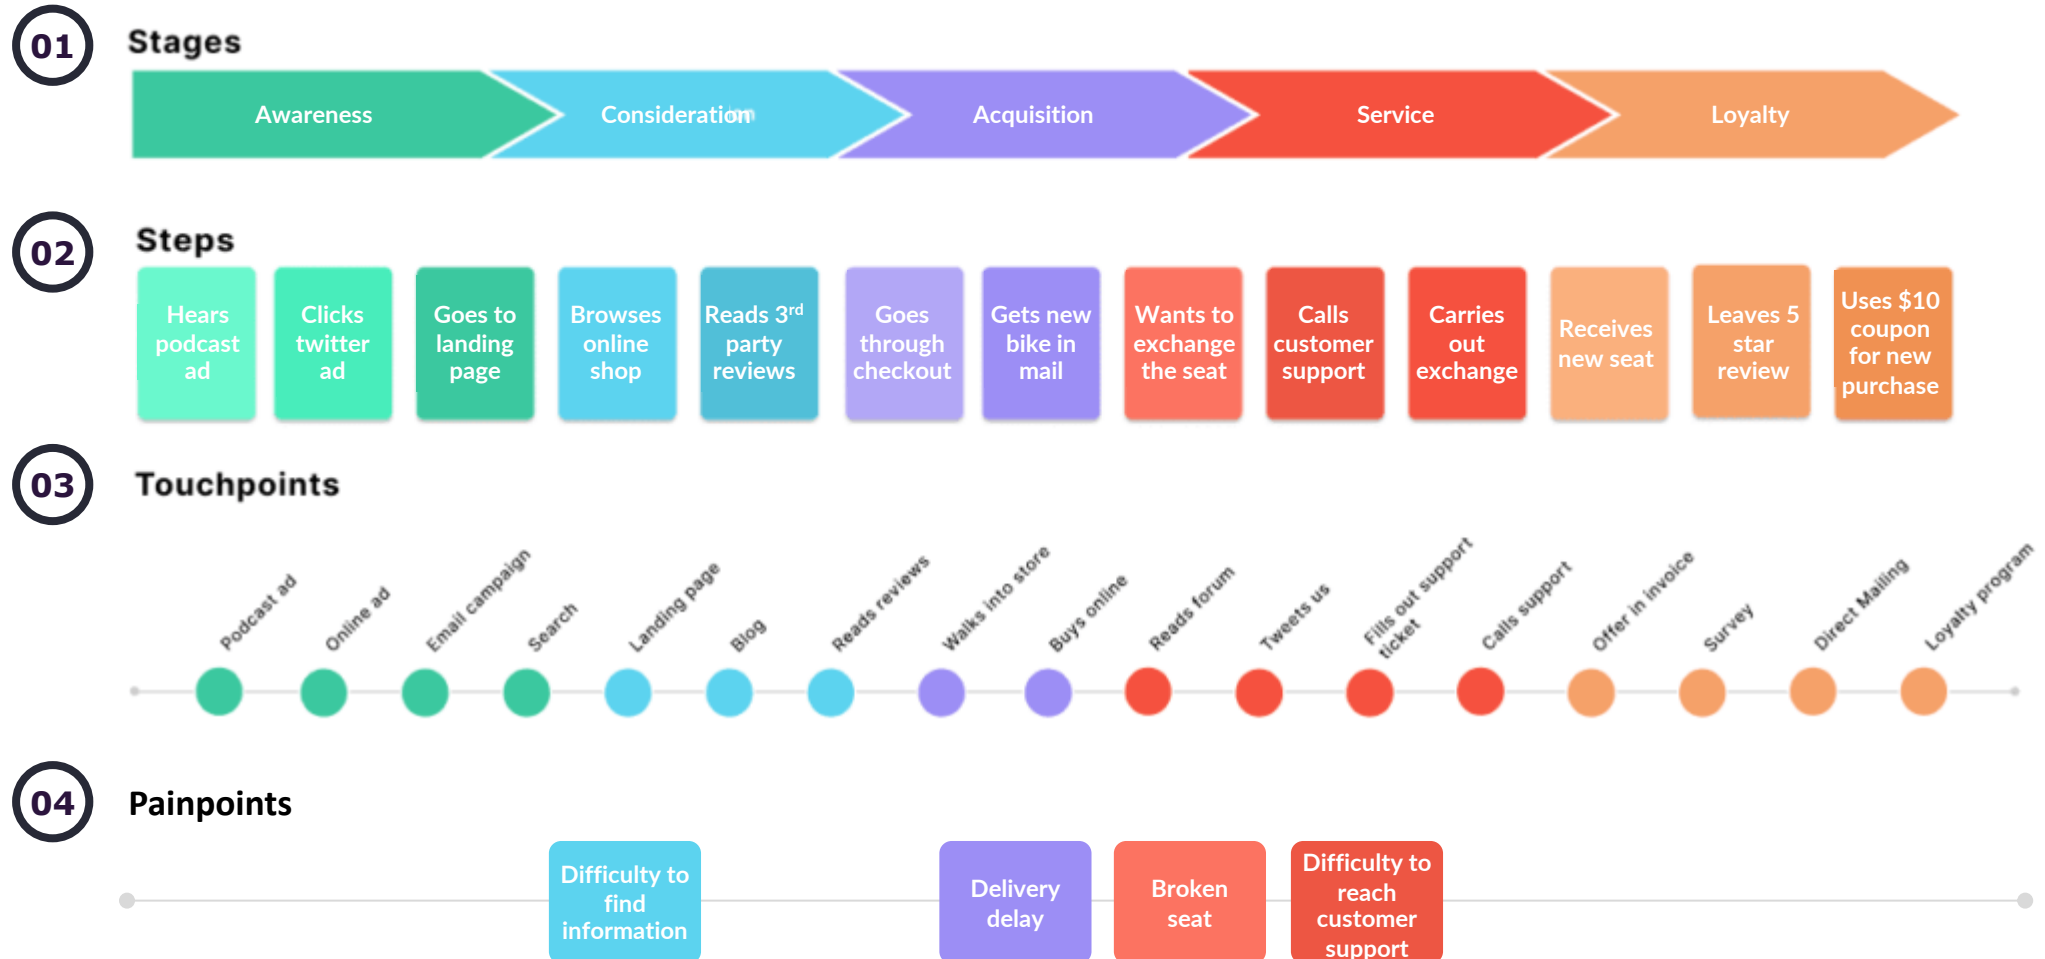 01
Stages
Awareness
Consideration
Acquisition
Service
Loyalty
02
Steps
Hears
podcast
ad
Clicks
twitter
ad
Goes to
landing
page
Browses
online
shop
Reads 3rd
party
reviews
Goes
through
checkout
Gets new
bike in
mail
Wants to
exchange
the seat
Calls
customer
support
Carries
out
exchange
Receives
new seat
Leaves 5
star
review
Uses $10
coupon
for new
purchase
03
Touchpoints
Podcast ad
Online ad
Email campaign
Search
Landing page
Blog
Reads reviews
Walks into store
Buys online
Reads forum
Tweets us
Fills out support
ticket
Calls support
Offer in invoice
Survey
Direct Mailing
Loyalty program
04
Painpoints
Difficulty to
find
information
Delivery
delay
Broken
seat
Difficulty to
reach
customer
support